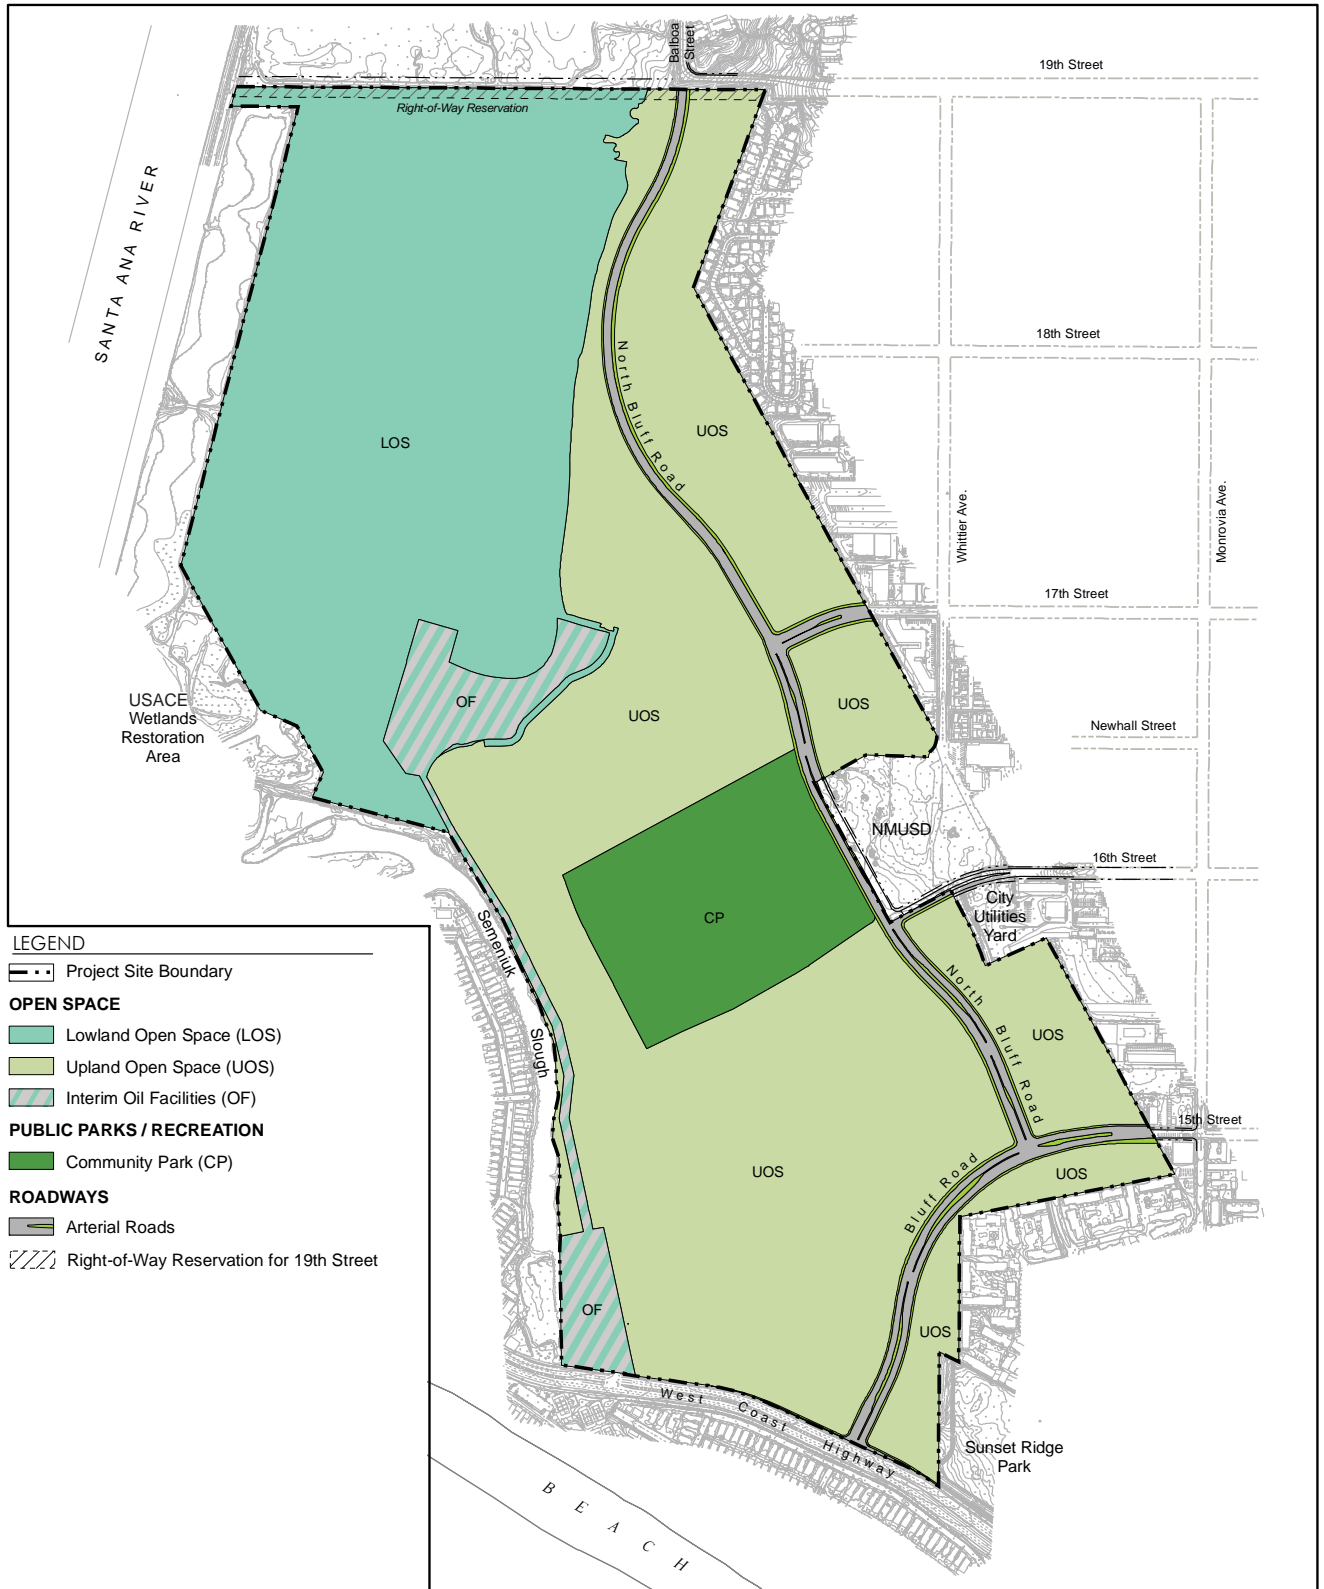 Balboa
Street
19th Street
Right-of-Way Reservation
SANTA ANA RIVER
18th Street
North Bluff Road
UOS
LOS
Whittier Ave.
Monrovia Ave.
17th Street
OF
UOS
UOS
USACE
Wetlands
Restoration
Area
Newhall Street
NMUSD
16th Street
City
Utilities
Yard
CP
Semeniuk
Slough
North
Bluff Road
UOS
15th Street
Bluff Road
UOS
UOS
OF
UOS
West Coast Highway
Sunset Ridge
Park
BEACH
LEGEND
Project Site Boundary
OPEN SPACE
Lowland Open Space (LOS)
Upland Open Space (UOS)
Interim Oil Facilities (OF)
PUBLIC PARKS / RECREATION
Community Park (CP)
ROADWAYS
Arterial Roads
Right-of-Way Reservation for 19th Street